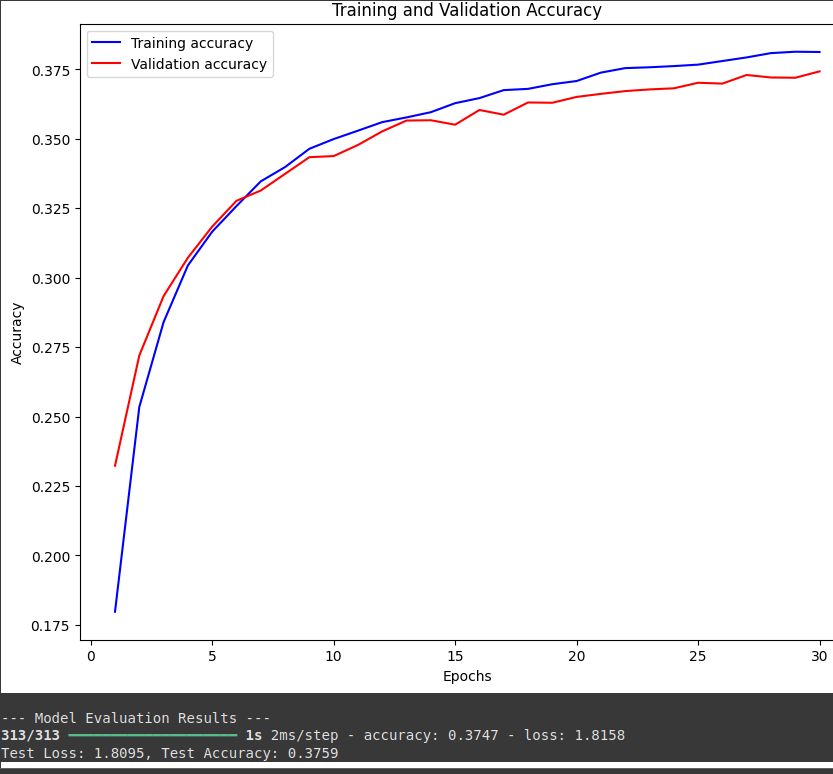 Training and Validation Accuracy
Training accuracy
Validation accuracy
0.375
0.350
0.325
0.300
0.275
0.250
0.225
0.200
0.175
Accuracy
0 5 10 15 20 25 30
Epochs
--- Model Evaluation Results ---
313/313 ━━━━━━━━━━━━━━━━━━━━ 1s 2ms/step - accuracy: 0.3747 - loss: 1.8158
Test Loss: 1.8095, Test Accuracy: 0.3759